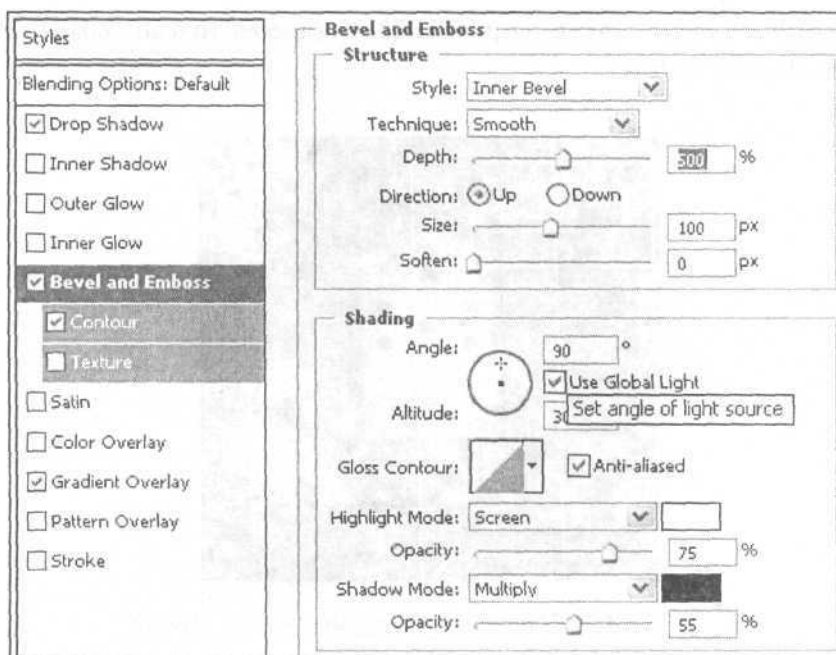 Styles
Blending Options: Default
Drop Shadow
Inner Shadow
Outer Glow
Inner Glow
Bevel and Emboss
Contour
Texture
Satin
Color Overlay
Gradient Overlay
Pattern Overlay
Stroke
Bevel and Emboss
Structure
Style: Inner Bevel
Technique: Smooth
Depth: 500 %
Direction: Up Down
Size: 100 px
Soften: 0 px
Shading
Angle: 90 °
Use Global Light
Altitude: 30
Set angle of light source
Gloss Contour: Anti-aliased
Highlight Mode: Screen
Opacity: 75 %
Shadow Mode: Multiply
Opacity: 55 %